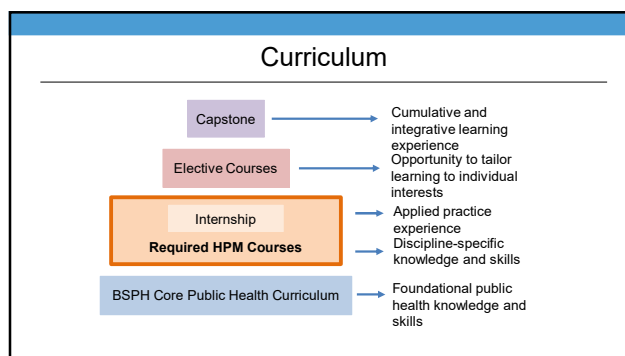 Curriculum
Capstone
Cumulative and
integrative learning
experience
Elective Courses
Opportunity to tailor
learning to individual
interests
Internship
Applied practice
experience
Required HPM Courses
Discipline-specific
knowledge and skills
BSPH Core Public Health Curriculum
Foundational public
health knowledge and
skills